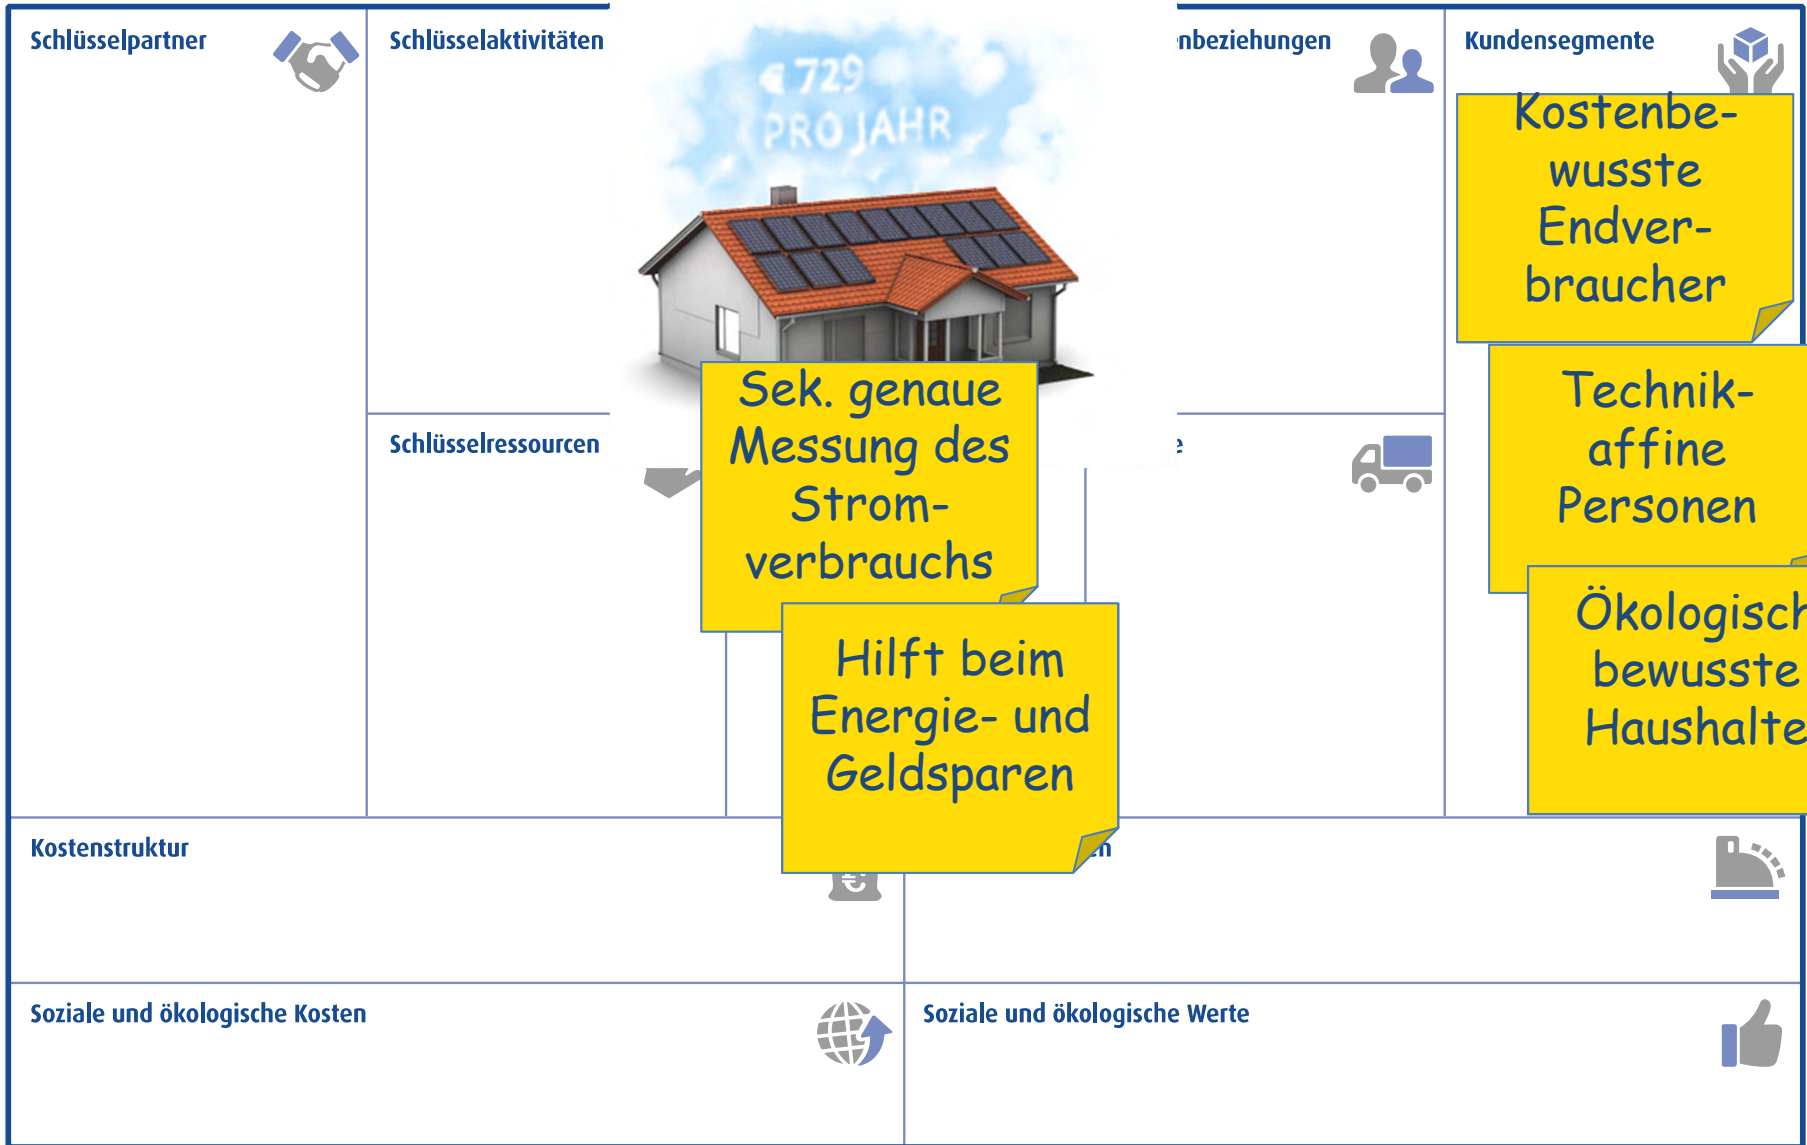 Schlüsselpartner
Schlüsselaktivitäten
€ 729
PRO JAHR
nbeziehungen
Kundensegmente
Kostenbe-
wusste
Endver-
braucher
Technik-
affine
Personen
Ökologisch
bewusste
Haushalte
Schlüsselressourcen
Sek. genaue
Messung des
Strom-
verbrauchs
Hilft beim
Energie- und
Geldsparen
e
Kostenstruktur
€
en
Soziale und ökologische Kosten
Soziale und ökologische Werte